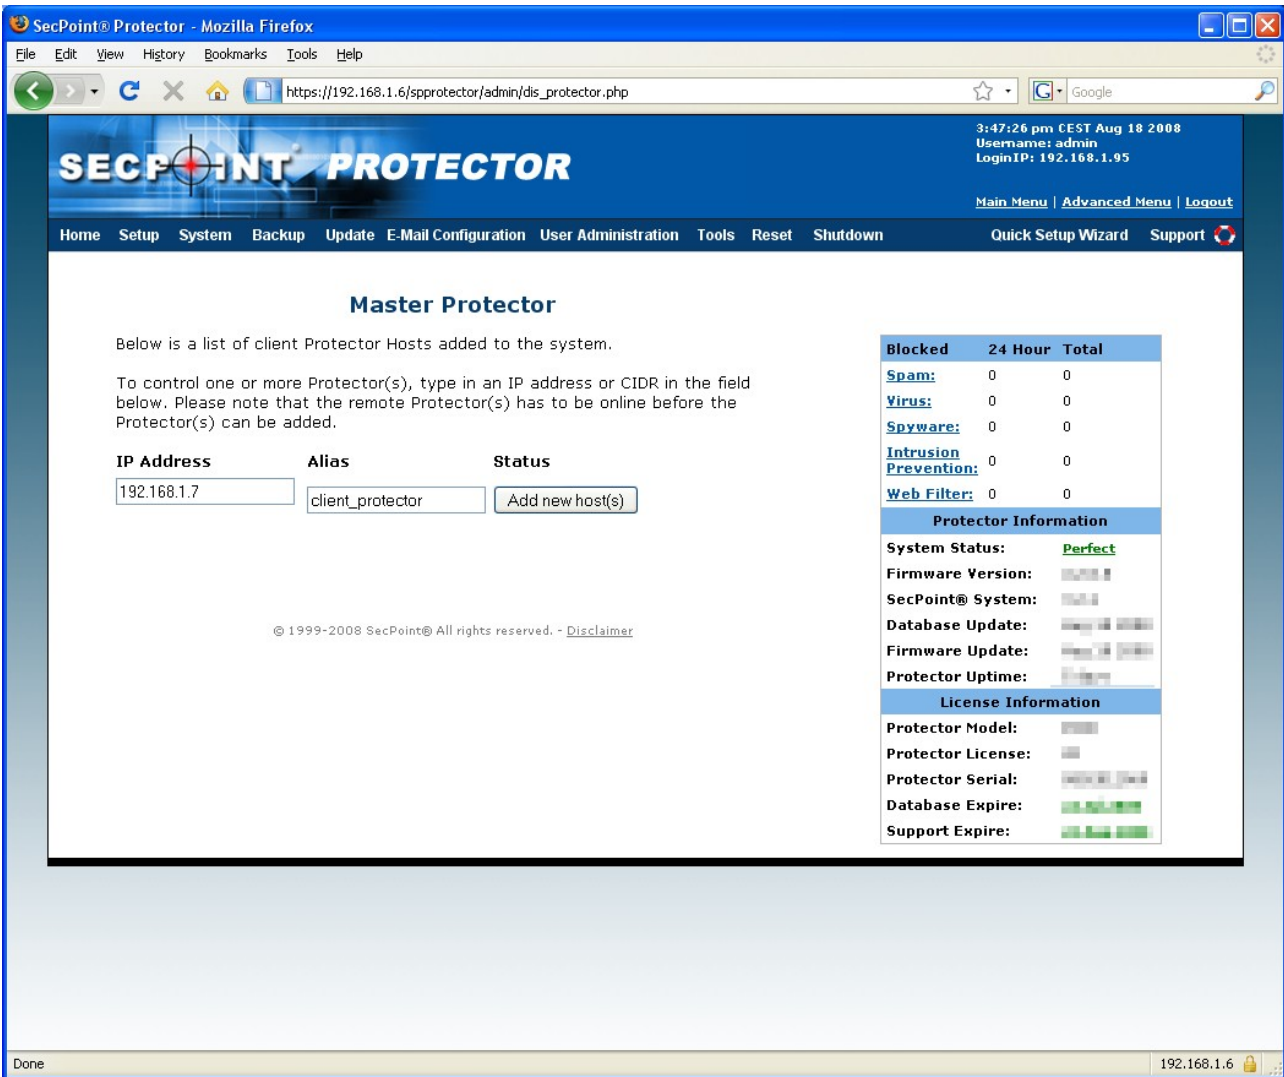 SecPoint® Protector - Mozilla Firefox
File Edit View History Bookmarks Tools Help
https://192.168.1.6/spprotector/admin/dis_protector.php
G Google
SECPOINT PROTECTOR
3:47:26 pm CEST Aug 18 2008
Username: admin
LoginIP: 192.168.1.95
Main Menu | Advanced Menu | Logout
Home Setup System Backup Update E-Mail Configuration User Administration Tools Reset Shutdown Quick Setup Wizard Support
Master Protector
Below is a list of client Protector Hosts added to the system.
To control one or more Protector(s), type in an IP address or CIDR in the field
below. Please note that the remote Protector(s) has to be online before the
Protector(s) can be added.
IP Address Alias Status
192.168.1.7 client_protector Add new host(s)
© 1999-2008 SecPoint® All rights reserved. - Disclaimer
Blocked 24 Hour Total
Spam: 0 0
Virus: 0 0
Spyware: 0 0
Intrusion
Prevention: 0 0
Web Filter: 0 0
Protector Information
System Status: Perfect
Firmware Version:
SecPoint® System:
Database Update:
Firmware Update:
Protector Uptime:
License Information
Protector Model:
Protector License:
Protector Serial:
Database Expire:
Support Expire:
Done
192.168.1.6